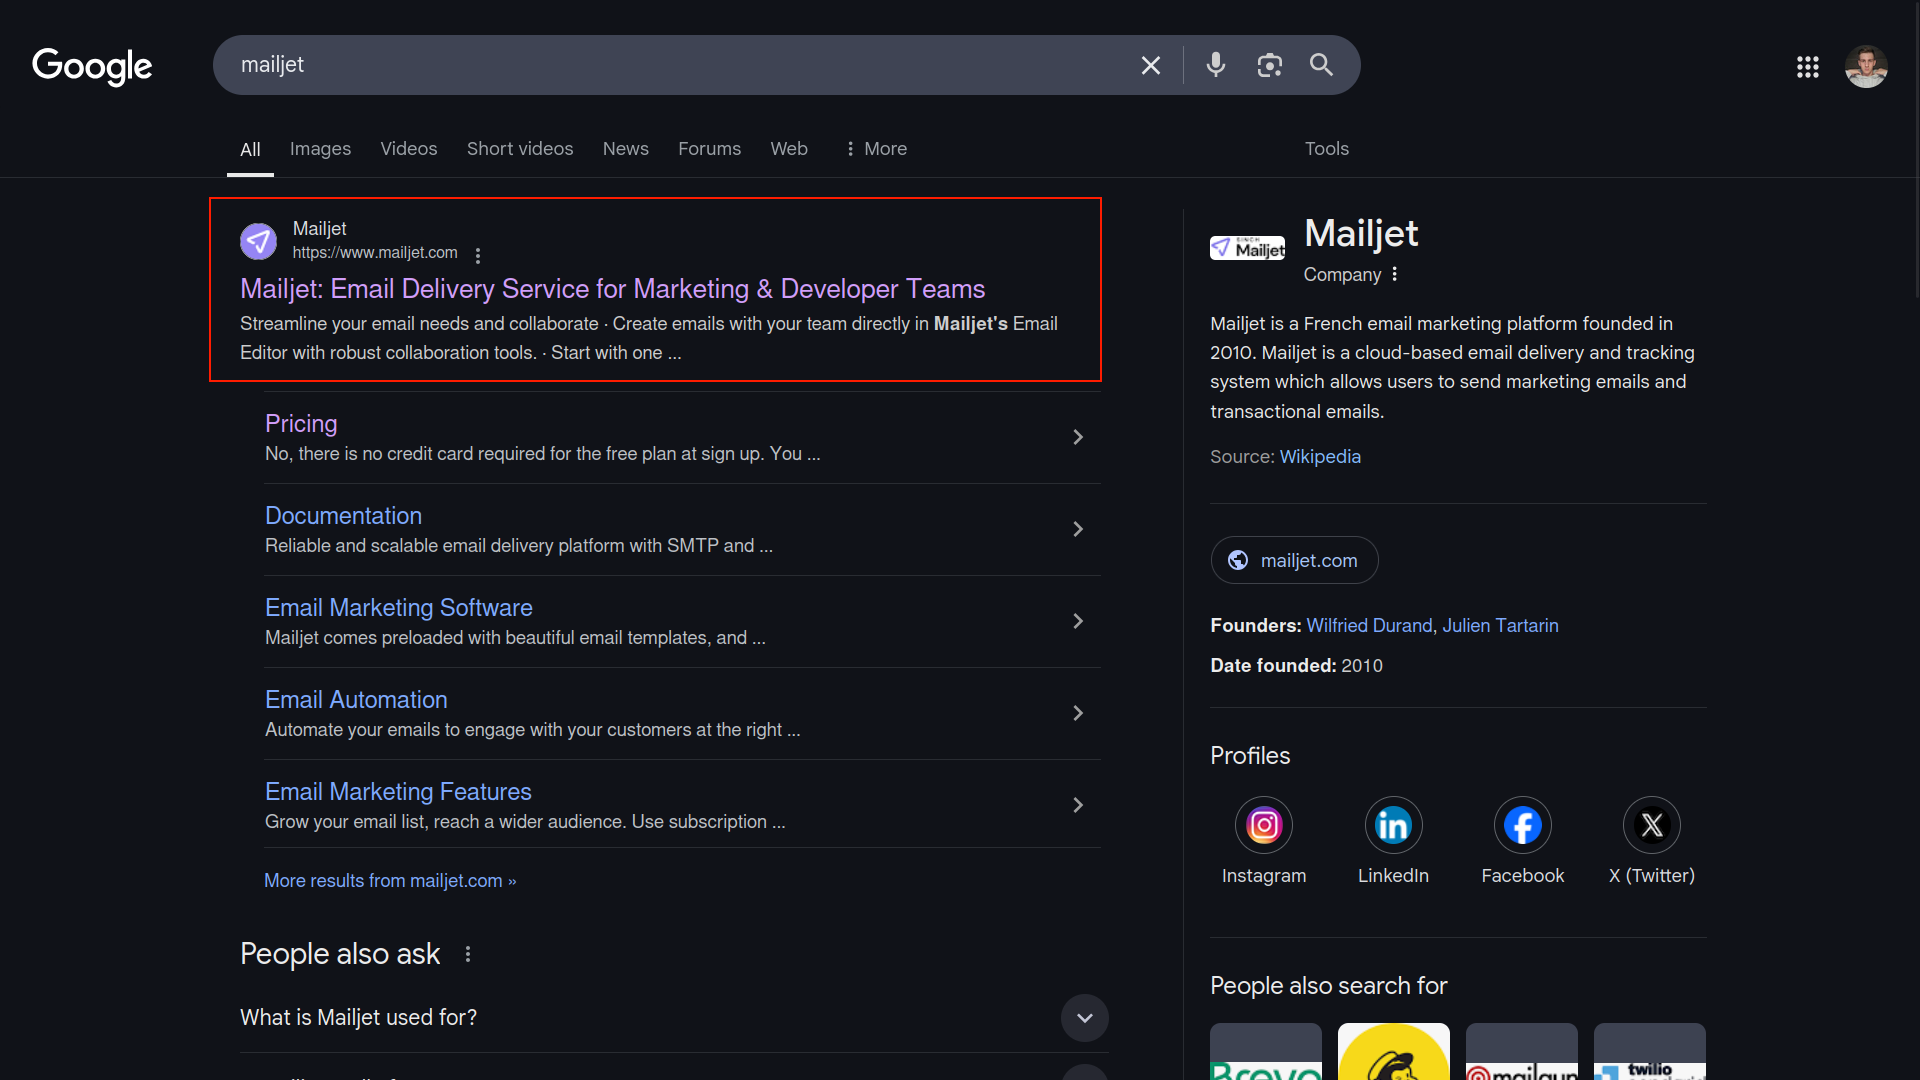 Google
mailjet
All
Images
Videos
Short videos
News
Forums
Web
More
Tools
Mailjet
https://www.mailjet.com
Mailjet: Email Delivery Service for Marketing & Developer Teams
Streamline your email needs and collaborate · Create emails with your team directly in Mailjet's Email
Editor with robust collaboration tools. · Start with one ...
Pricing
No, there is no credit card required for the free plan at sign up. You ...
Documentation
Reliable and scalable email delivery platform with SMTP and ...
Email Marketing Software
Mailjet comes preloaded with beautiful email templates, and ...
Email Automation
Automate your emails to engage with your customers at the right ...
Email Marketing Features
Grow your email list, reach a wider audience. Use subscription ...
More results from mailjet.com »
People also ask
What is Mailjet used for?
SINCH
Mailjet
Mailjet
Company
Mailjet is a French email marketing platform founded in
2010. Mailjet is a cloud-based email delivery and tracking
system which allows users to send marketing emails and
transactional emails.
Source: Wikipedia
mailjet.com
Founders: Wilfried Durand, Julien Tartarin
Date founded: 2010
Profiles
Instagram
LinkedIn
Facebook
X (Twitter)
People also search for
Brevo
mailgun
twilio